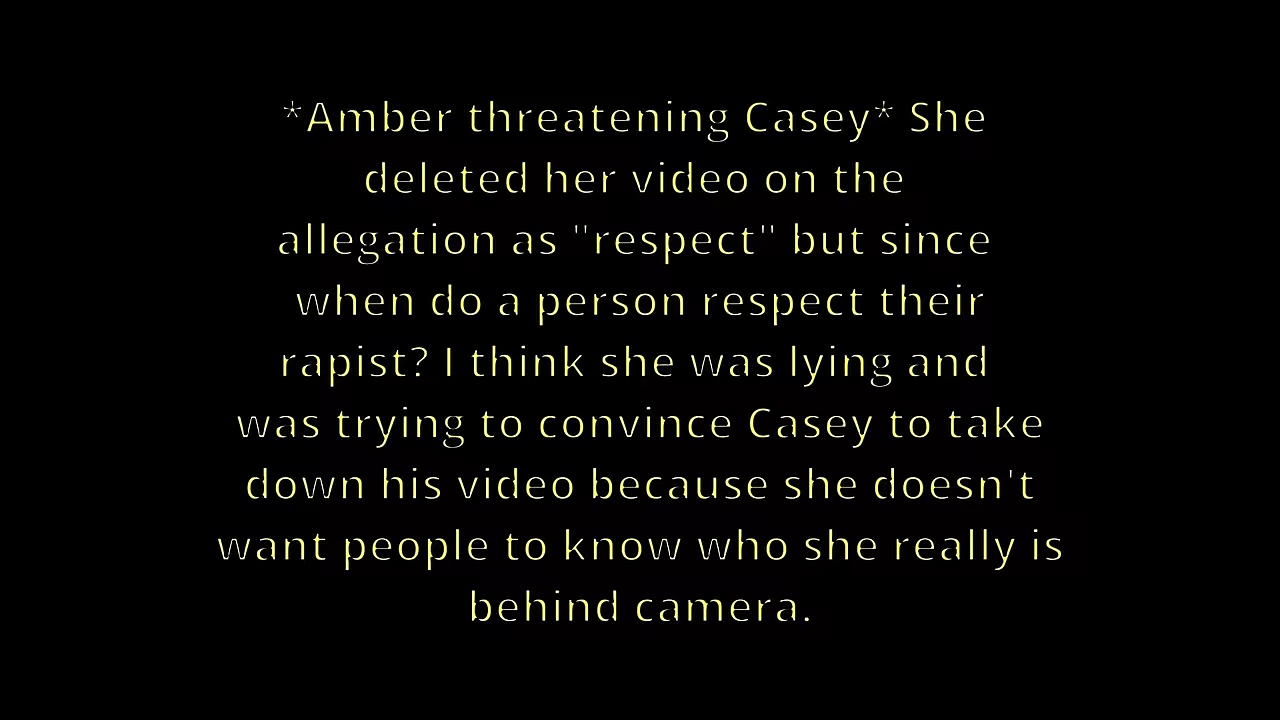 *Amber threatening Casey* She
deleted her video on the
allegation as "respect" but since
when do a person respect their
rapist? I think she was lying and
was trying to convince Casey to take
down his video because she doesn't
want people to know who she really is
behind camera.